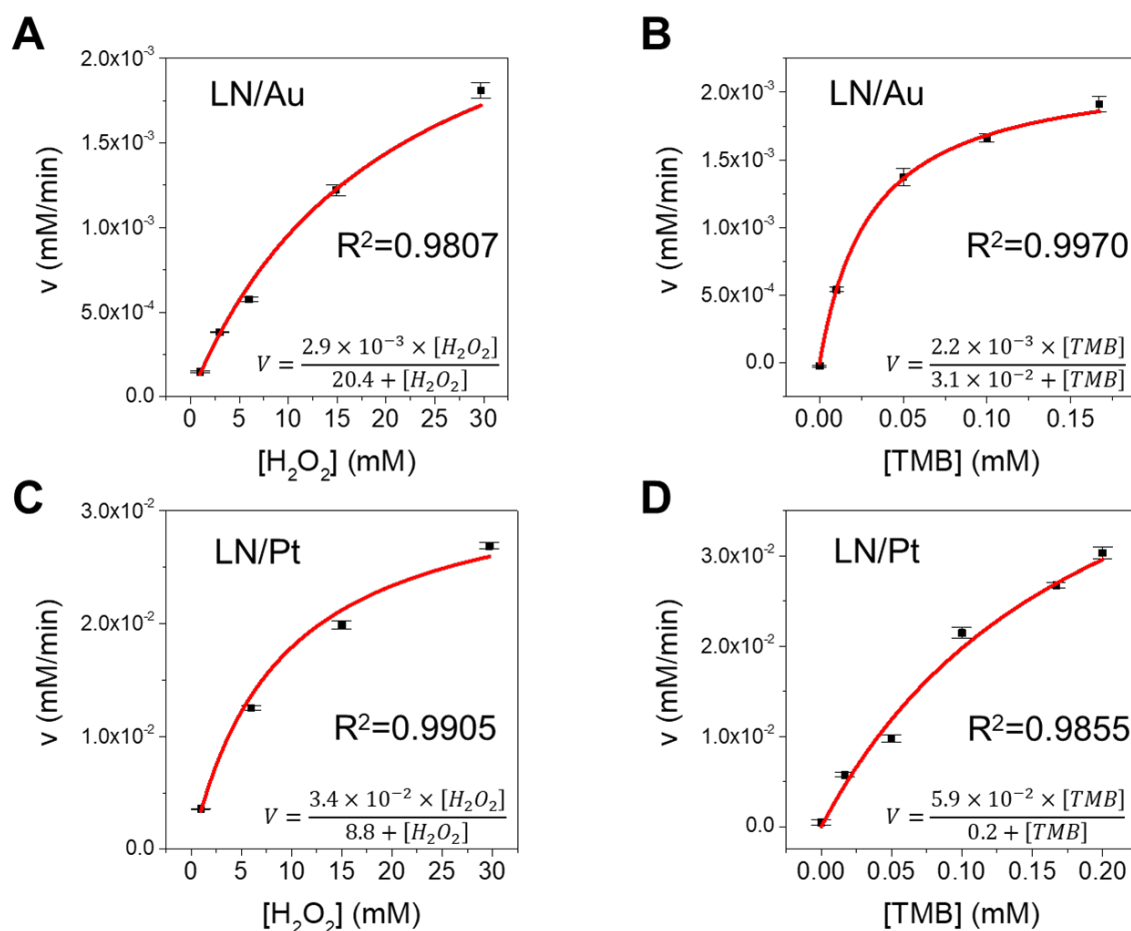 A
LN/Au
R²=0.9807
V = 2.9 × 10⁻³ × [H₂O₂] / 20.4 + [H₂O₂]
v (mM/min)
2.0x10⁻³
1.5x10⁻³
1.0x10⁻³
5.0x10⁻⁴
0.0
0 5 10 15 20 25 30
[H₂O₂] (mM)
B
LN/Au
R²=0.9970
V = 2.2 × 10⁻³ × [TMB] / 3.1 × 10⁻² + [TMB]
v (mM/min)
2.0x10⁻³
1.5x10⁻³
1.0x10⁻³
5.0x10⁻⁴
0.0
0.00 0.05 0.10 0.15
[TMB] (mM)
C
LN/Pt
R²=0.9905
V = 3.4 × 10⁻² × [H₂O₂] / 8.8 + [H₂O₂]
v (mM/min)
3.0x10⁻²
2.0x10⁻²
1.0x10⁻²
0.0
0 5 10 15 20 25 30
[H₂O₂] (mM)
D
LN/Pt
R²=0.9855
V = 5.9 × 10⁻² × [TMB] / 0.2 + [TMB]
v (mM/min)
3.0x10⁻²
2.0x10⁻²
1.0x10⁻²
0.0
0.00 0.05 0.10 0.15 0.20
[TMB] (mM)